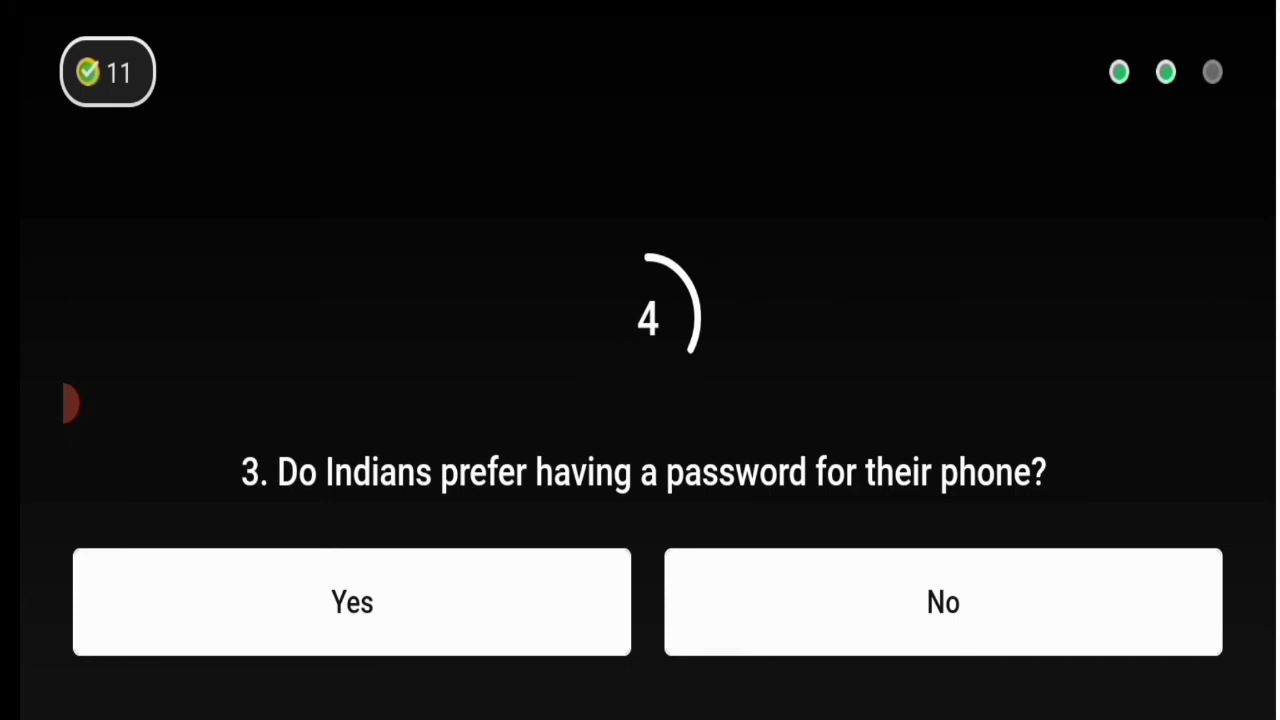 11
4
3. Do Indians prefer having a password for their phone?
Yes
No